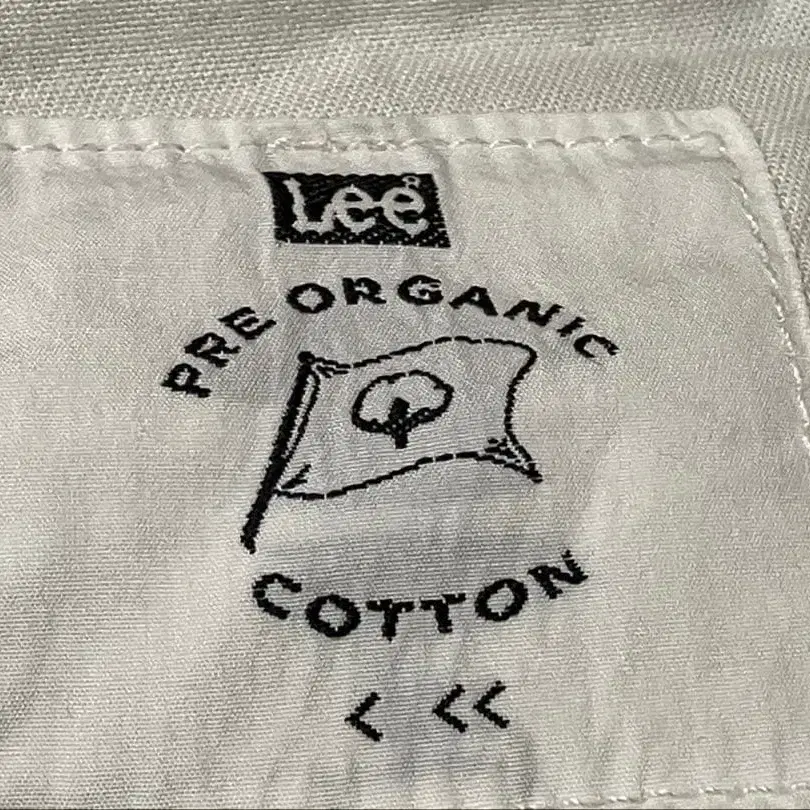 Lee®
PRE ORGANIC
COTTON
< <<